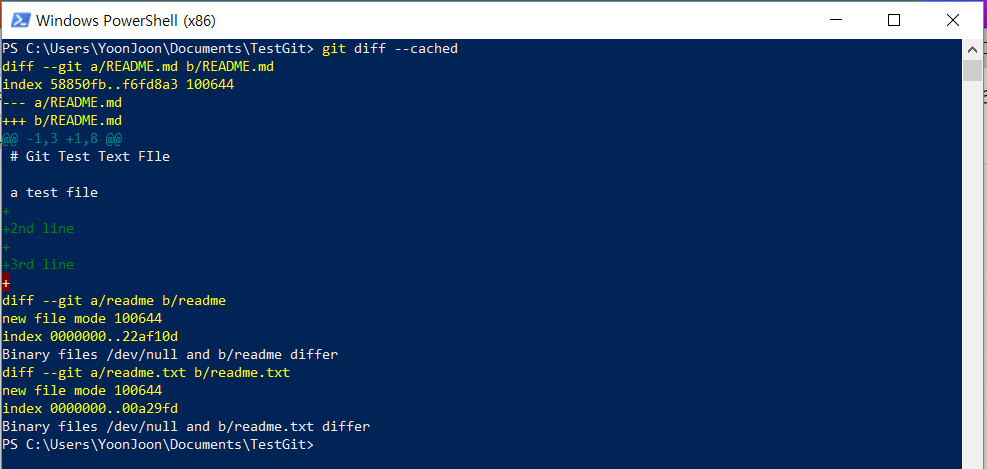 Windows PowerShell (x86)
PS C:\Users\YoonJoon\Documents\TestGit> git diff --cached
diff --git a/README.md b/README.md
index 58850fb..f6fd8a3 100644
--- a/README.md
+++ b/README.md
@@ -1,3 +1,8 @@
 # Git Test Text FIle
 a test file
+
+2nd line
+
+3rd line
+
diff --git a/readme b/readme
new file mode 100644
index 0000000..22af10d
Binary files /dev/null and b/readme differ
diff --git a/readme.txt b/readme.txt
new file mode 100644
index 0000000..00a29fd
Binary files /dev/null and b/readme.txt differ
PS C:\Users\YoonJoon\Documents\TestGit>